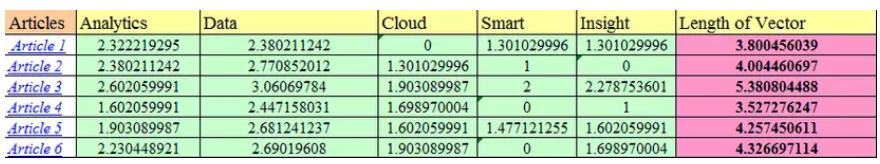 Articles Analytics Data Cloud Smart Insight Length of Vector
Article 1 2.322219295 2.380211242 0 1.301029996 1.301029996 3.800456039
Article 2 2.380211242 2.770852012 1.301029996 1 0 4.004460697
Article 3 2.602059991 3.06069784 1.903089987 2 2.278753601 5.380804488
Article 4 1.602059991 2.447158031 1.698970004 0 1 3.527276247
Article 5 1.903089987 2.681241237 1.602059991 1.477121255 1.602059991 4.257450611
Article 6 2.230448921 2.69019608 1.903089987 0 1.698970004 4.326697114